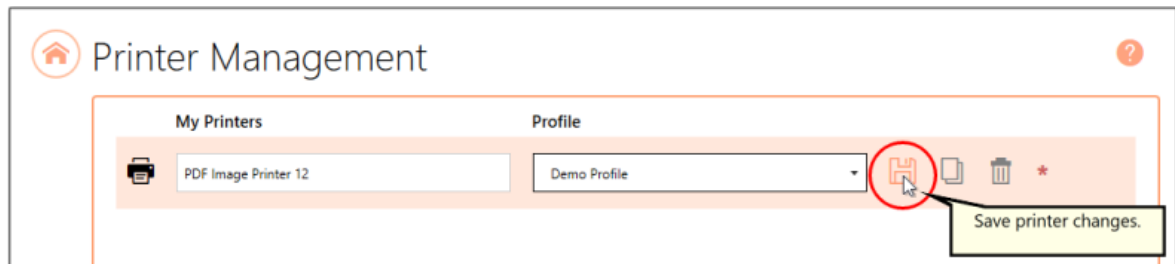 Printer Management
?
My Printers
Profile
PDF Image Printer 12
Demo Profile
*
Save printer changes.